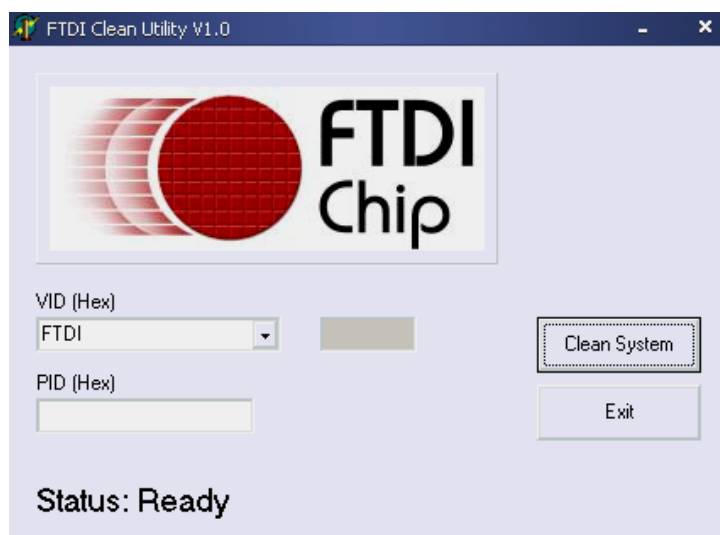 FTDI Clean Utility V1.0
FTDI
Chip
VID (Hex)
FTDI
Clean System
PID (Hex)
Exit
Status: Ready